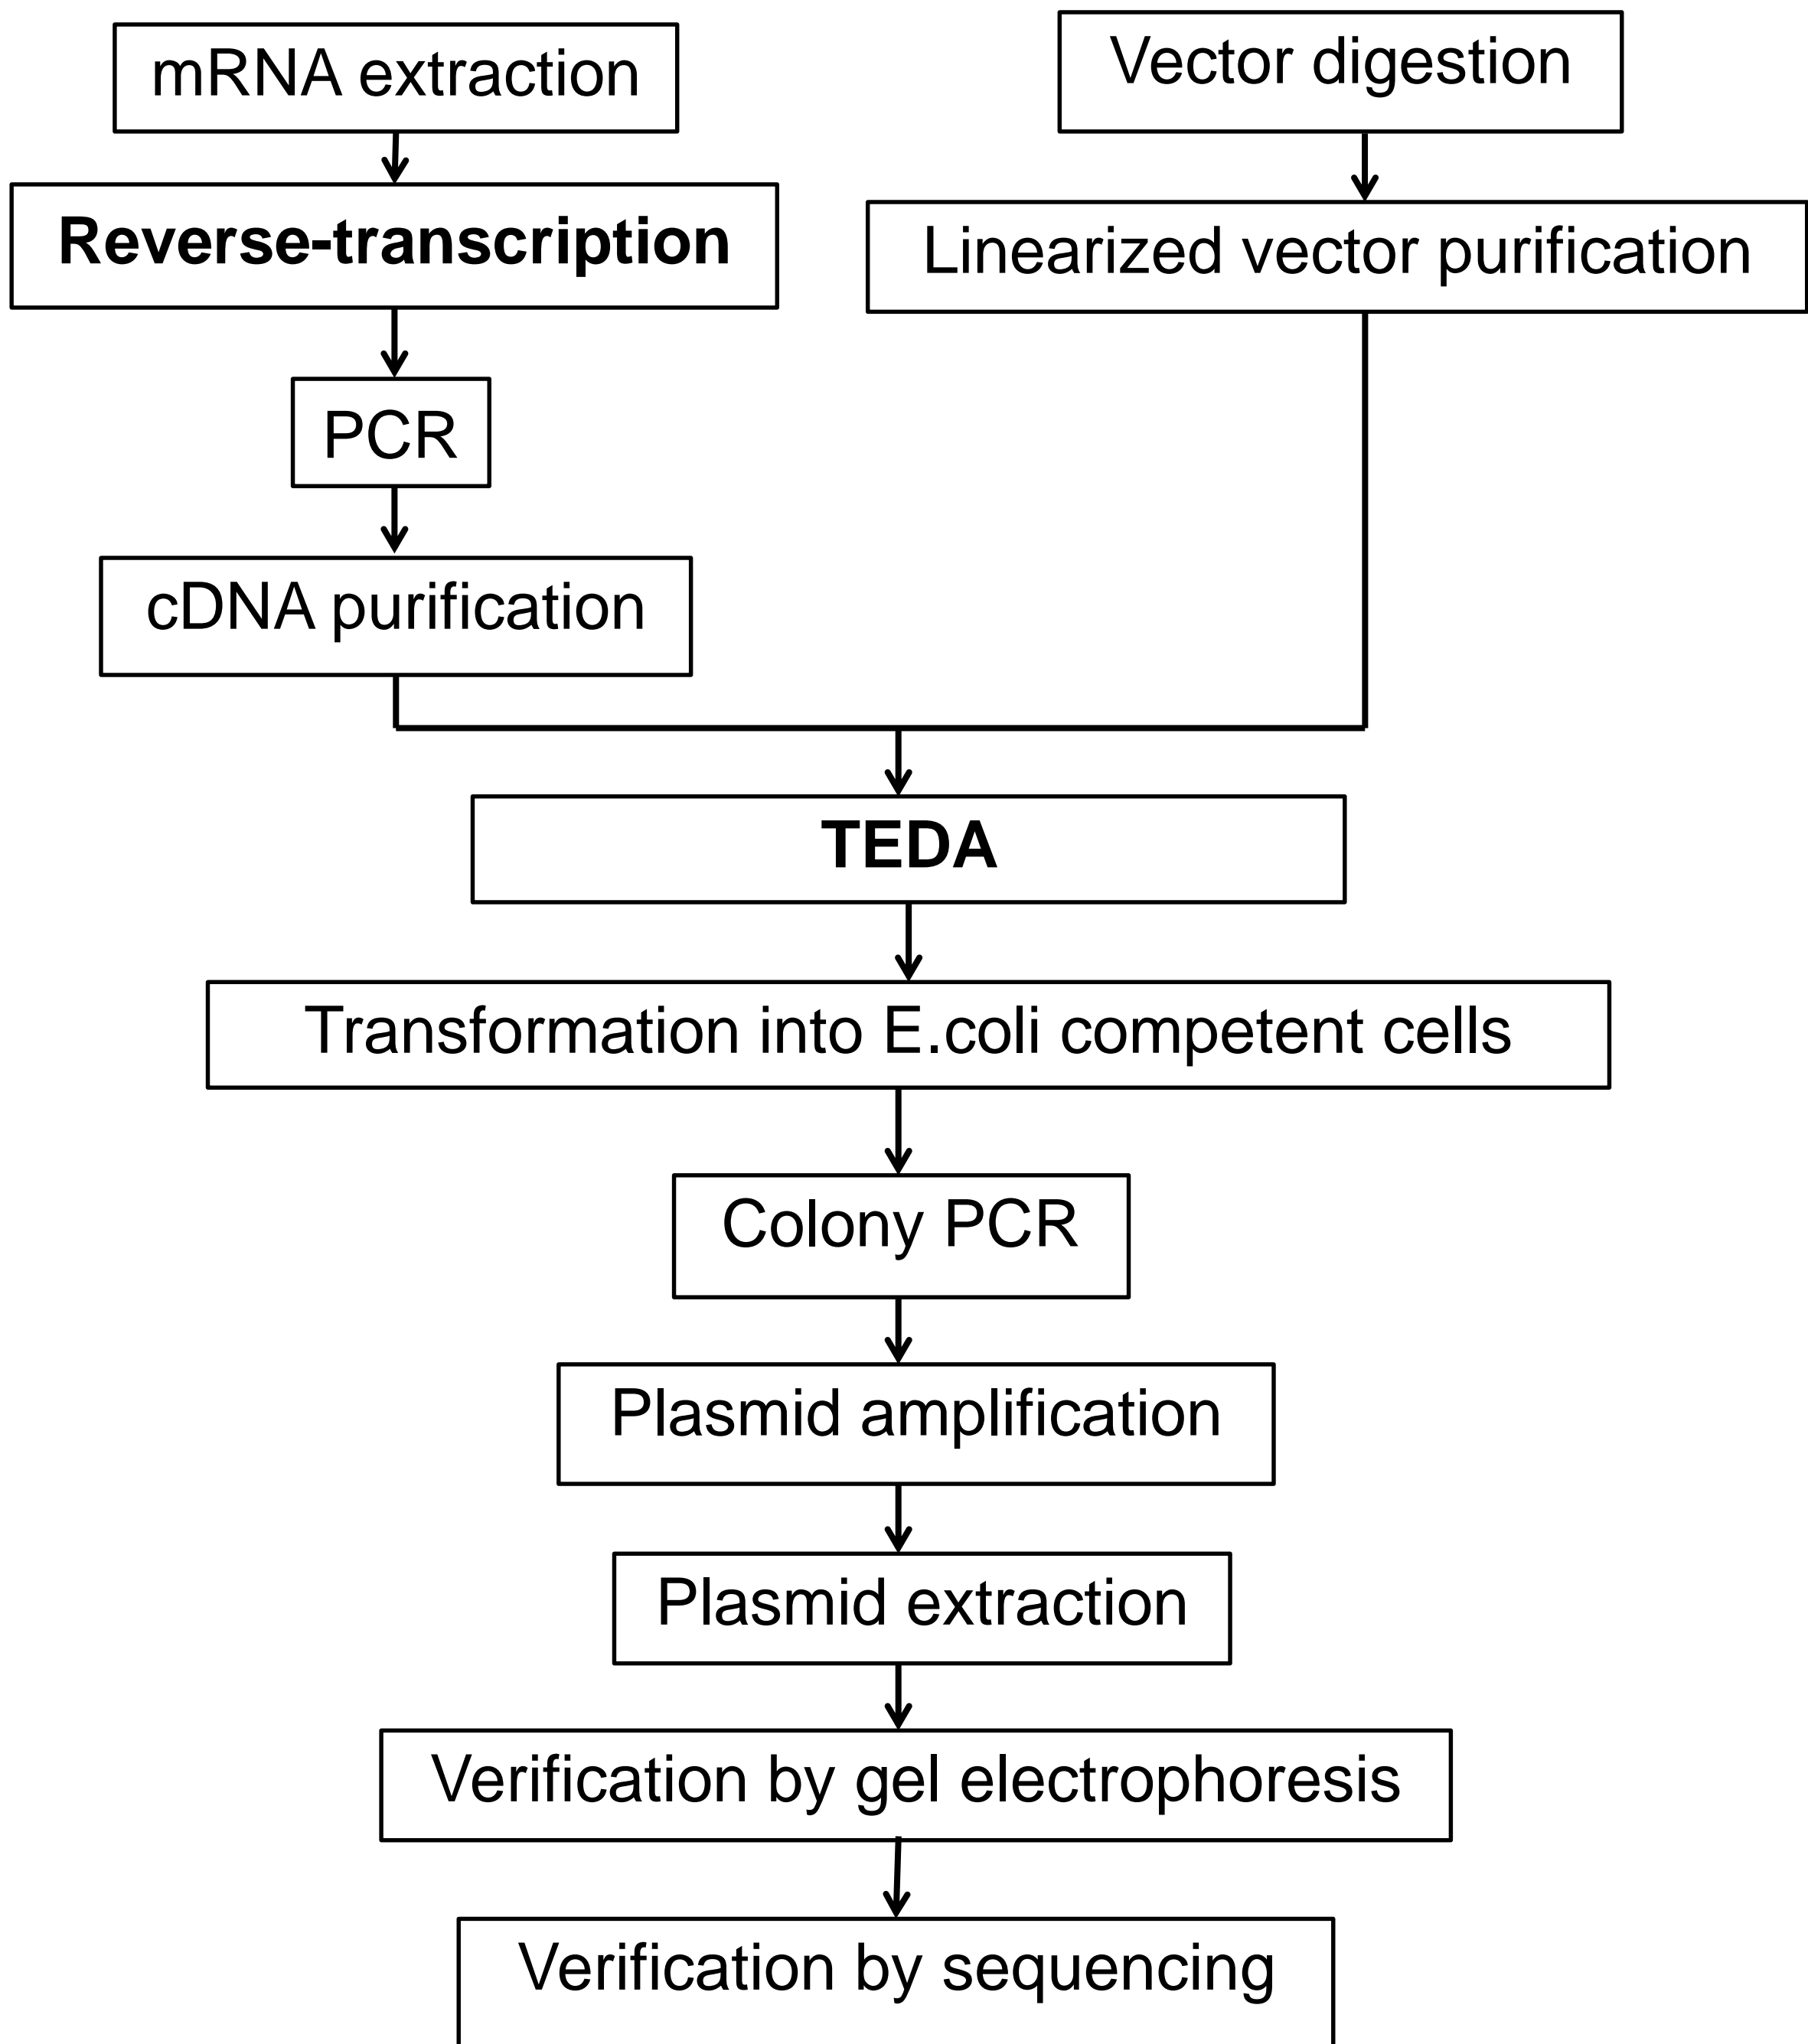 mRNA extraction
Vector digestion
Reverse-transcription
Linearized vector purification
PCR
cDNA purification
TEDA
Transformation into E.coli competent cells
Colony PCR
Plasmid amplification
Plasmid extraction
Verification by gel electrophoresis
Verification by sequencing